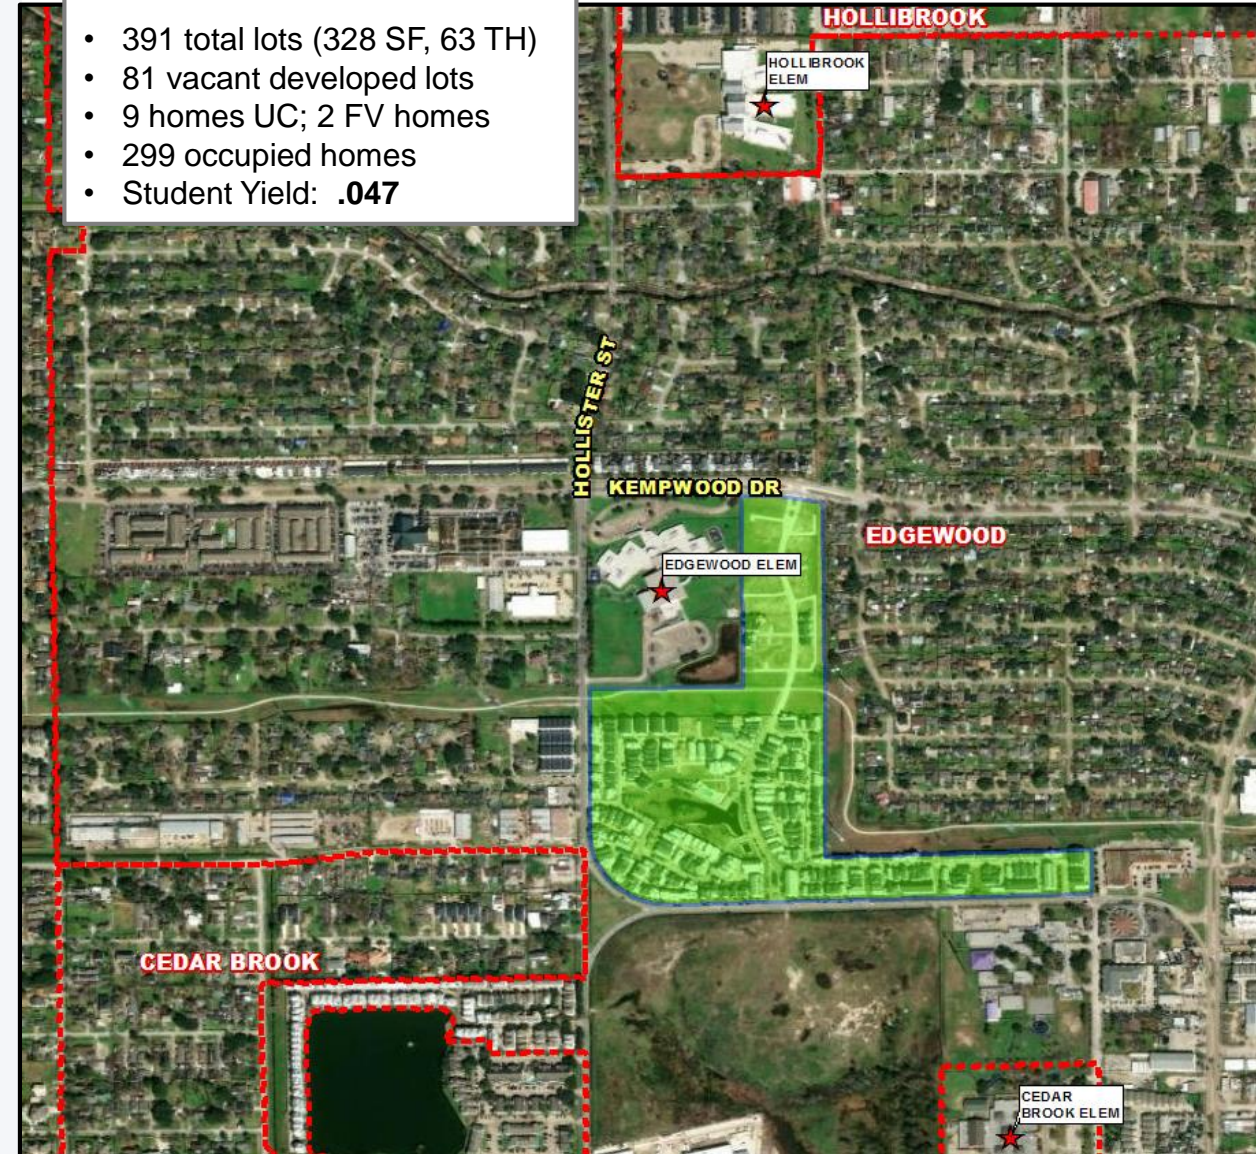 • 391 total lots (328 SF, 63 TH)
• 81 vacant developed lots
• 9 homes UC; 2 FV homes
• 299 occupied homes
• Student Yield: .047
HOLLIBROOK
HOLLIBROOK
ELEM
HOLLISTER ST
KEMPWOOD DR
EDGEWOOD
EDGEWOOD ELEM
CEDAR BROOK
CEDAR
BROOK ELEM